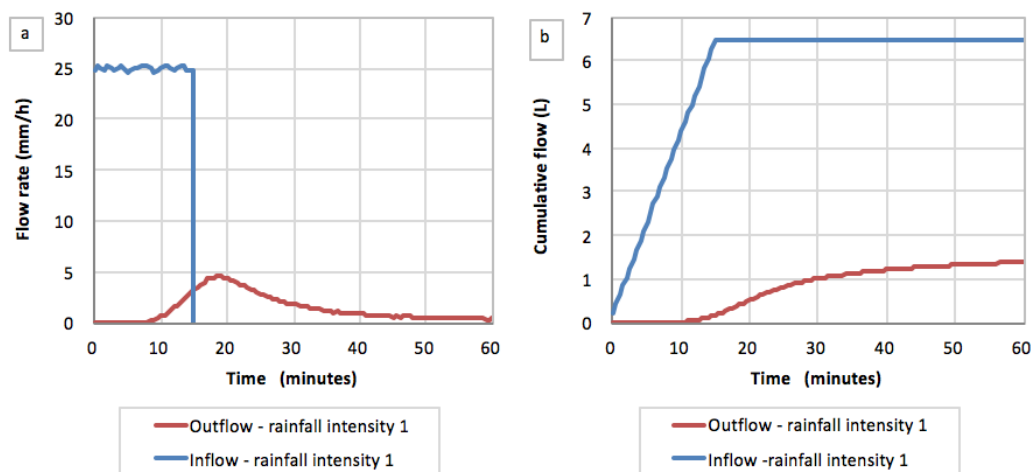 a
30
25
20
15
10
5
0
Flow rate (mm/h)
0 10 20 30 40 50 60
Time (minutes)
Outflow - rainfall intensity 1
Inflow - rainfall intensity 1
b
7
6
5
4
3
2
1
0
Cumulative flow (L)
0 10 20 30 40 50 60
Time (minutes)
Outflow - rainfall intensity 1
Inflow -rainfall intensity 1